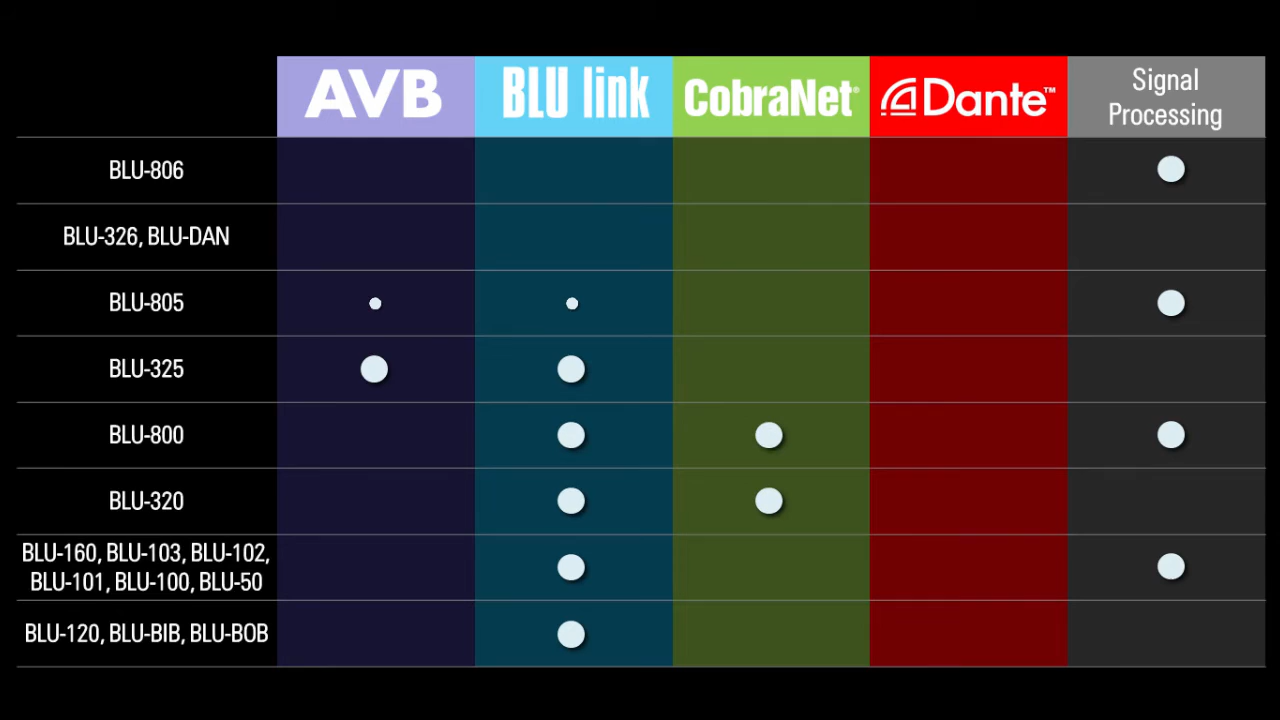 AVB
BLU link
CobraNet®
Dante™
Signal
Processing
BLU-806
BLU-326, BLU-DAN
BLU-805
BLU-325
BLU-800
BLU-320
BLU-160, BLU-103, BLU-102,
BLU-101, BLU-100, BLU-50
BLU-120, BLU-BIB, BLU-BOB